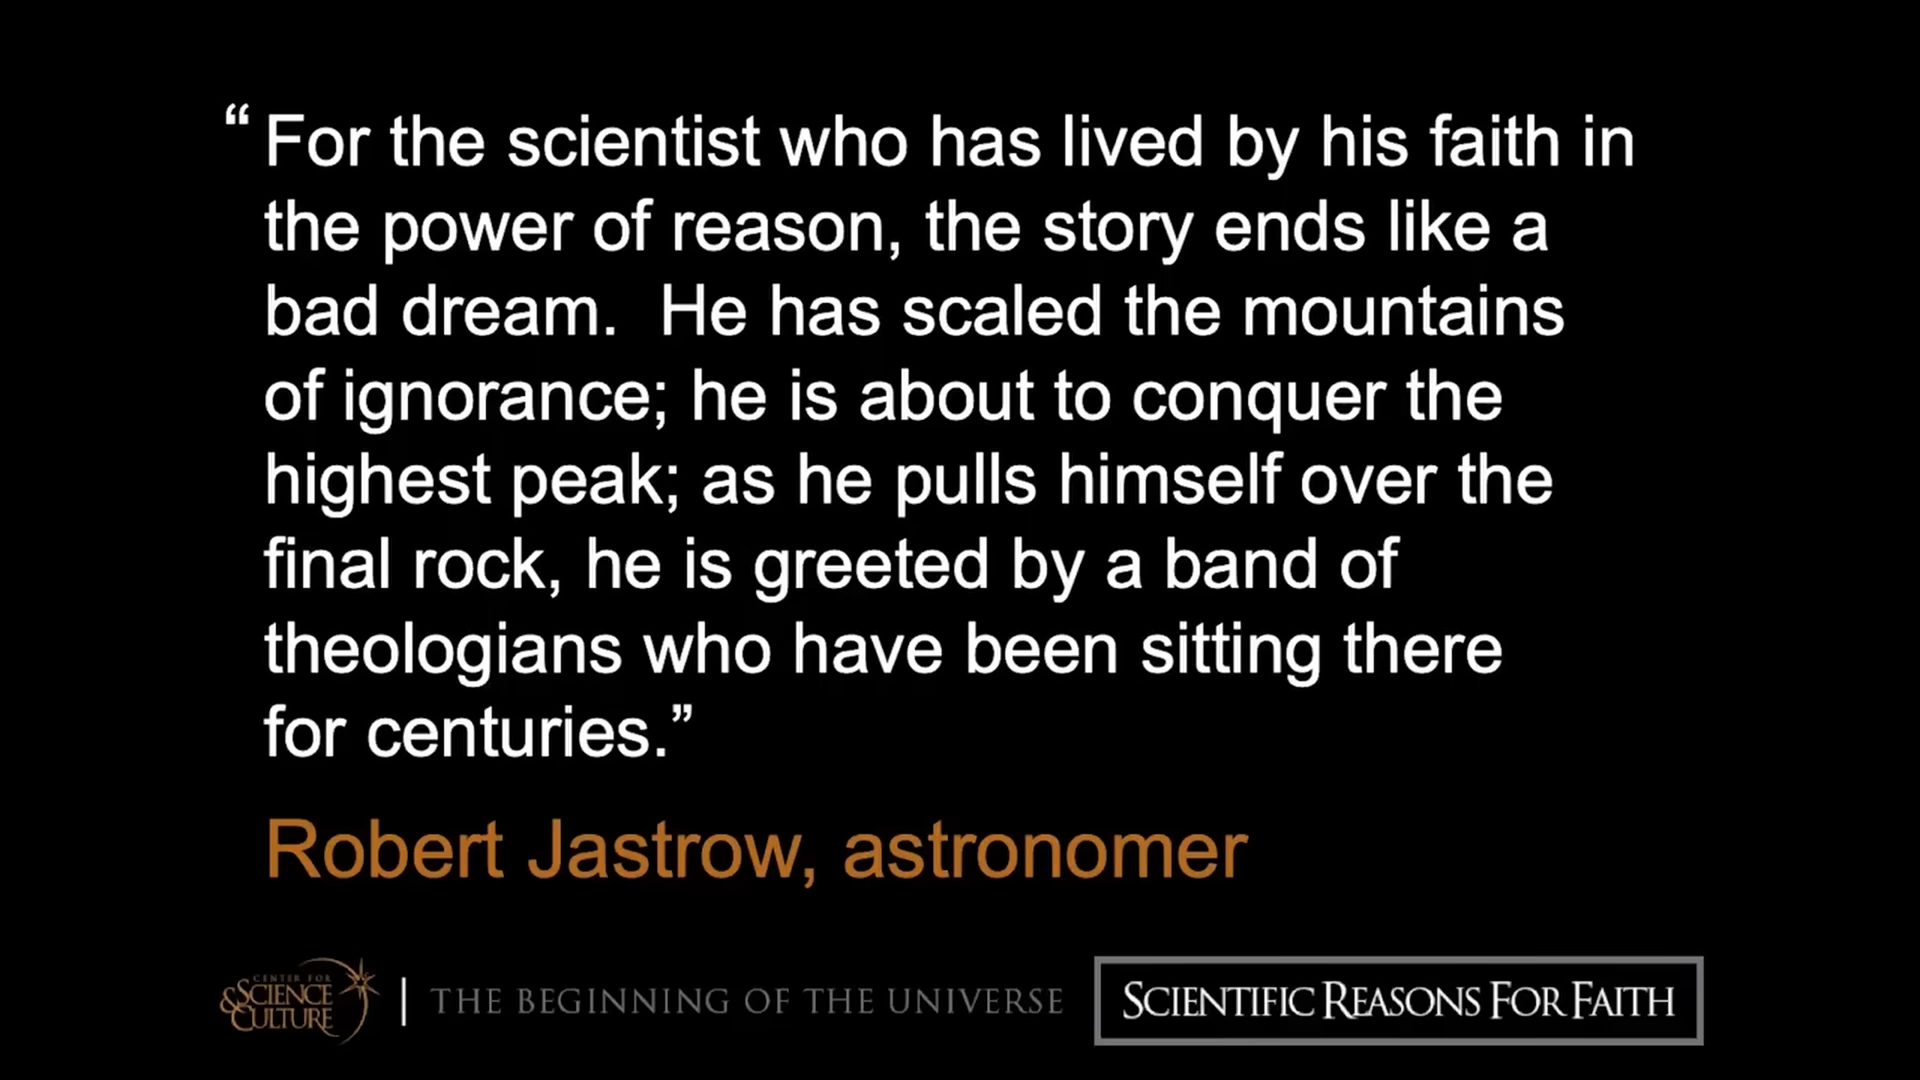 “ For the scientist who has lived by his faith in
the power of reason, the story ends like a
bad dream.  He has scaled the mountains
of ignorance; he is about to conquer the
highest peak; as he pulls himself over the
final rock, he is greeted by a band of
theologians who have been sitting there
for centuries.”
Robert Jastrow, astronomer
CENTER FOR
SCIENCE
& CULTURE
THE BEGINNING OF THE UNIVERSE
SCIENTIFIC REASONS FOR FAITH